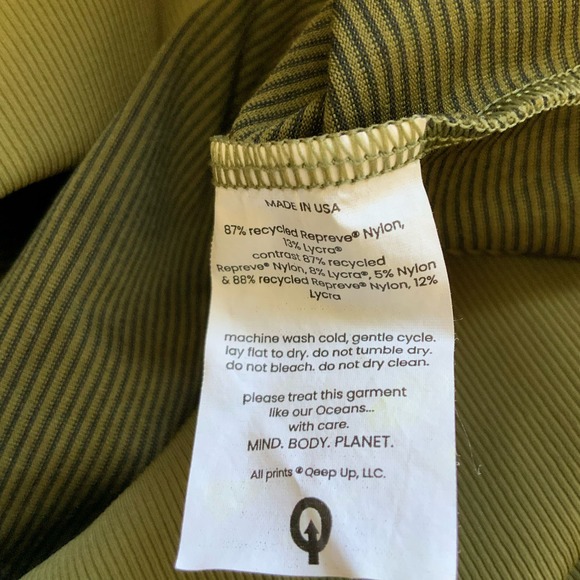 MADE IN USA
87% recycled Repreve® Nylon,
13% Lycra®
contrast 87% recycled
Repreve® Nylon, 8% Lycra®, 5% Nylon
& 88% recycled Repreve® Nylon, 12%
Lycra
machine wash cold, gentle cycle.
lay flat to dry. do not tumble dry.
do not bleach. do not dry clean.
please treat this garment
like our Oceans...
with care.
MIND. BODY. PLANET.
All prints ® Qeep Up, LLC.